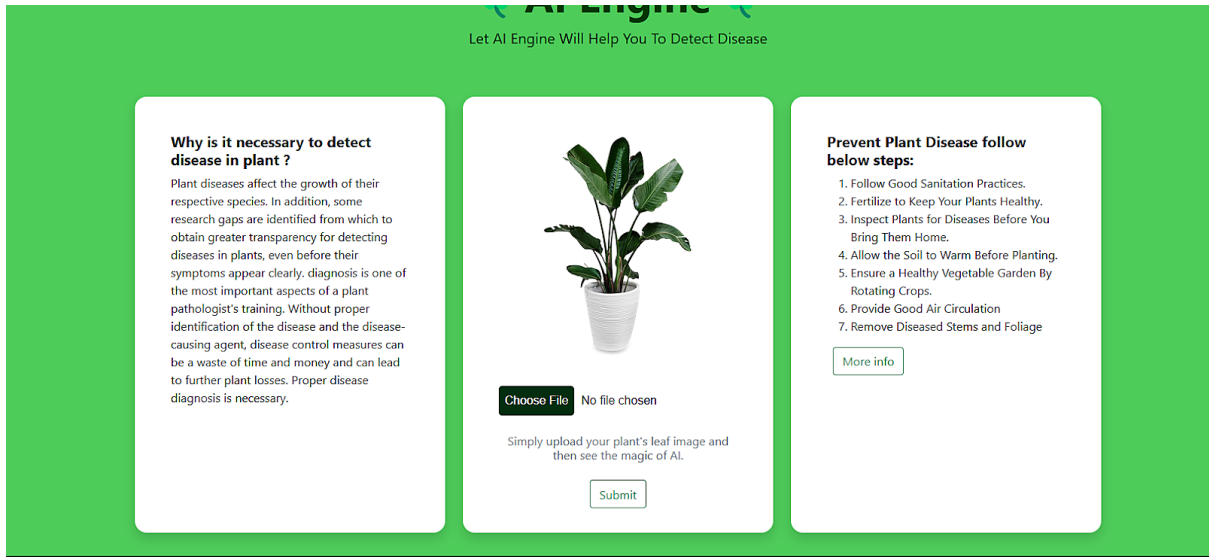 AI Engine
Let AI Engine Will Help You To Detect Disease
Why is it necessary to detect
disease in plant ?
Plant diseases affect the growth of their
respective species. In addition, some
research gaps are identified from which to
obtain greater transparency for detecting
diseases in plants, even before their
symptoms appear clearly. diagnosis is one of
the most important aspects of a plant
pathologist's training. Without proper
identification of the disease and the disease-
causing agent, disease control measures can
be a waste of time and money and can lead
to further plant losses. Proper disease
diagnosis is necessary.
Choose File No file chosen
Simply upload your plant's leaf image and
then see the magic of AI.
Submit
Prevent Plant Disease follow
below steps:
1. Follow Good Sanitation Practices.
2. Fertilize to Keep Your Plants Healthy.
3. Inspect Plants for Diseases Before You
Bring Them Home.
4. Allow the Soil to Warm Before Planting.
5. Ensure a Healthy Vegetable Garden By
Rotating Crops.
6. Provide Good Air Circulation
7. Remove Diseased Stems and Foliage
More info